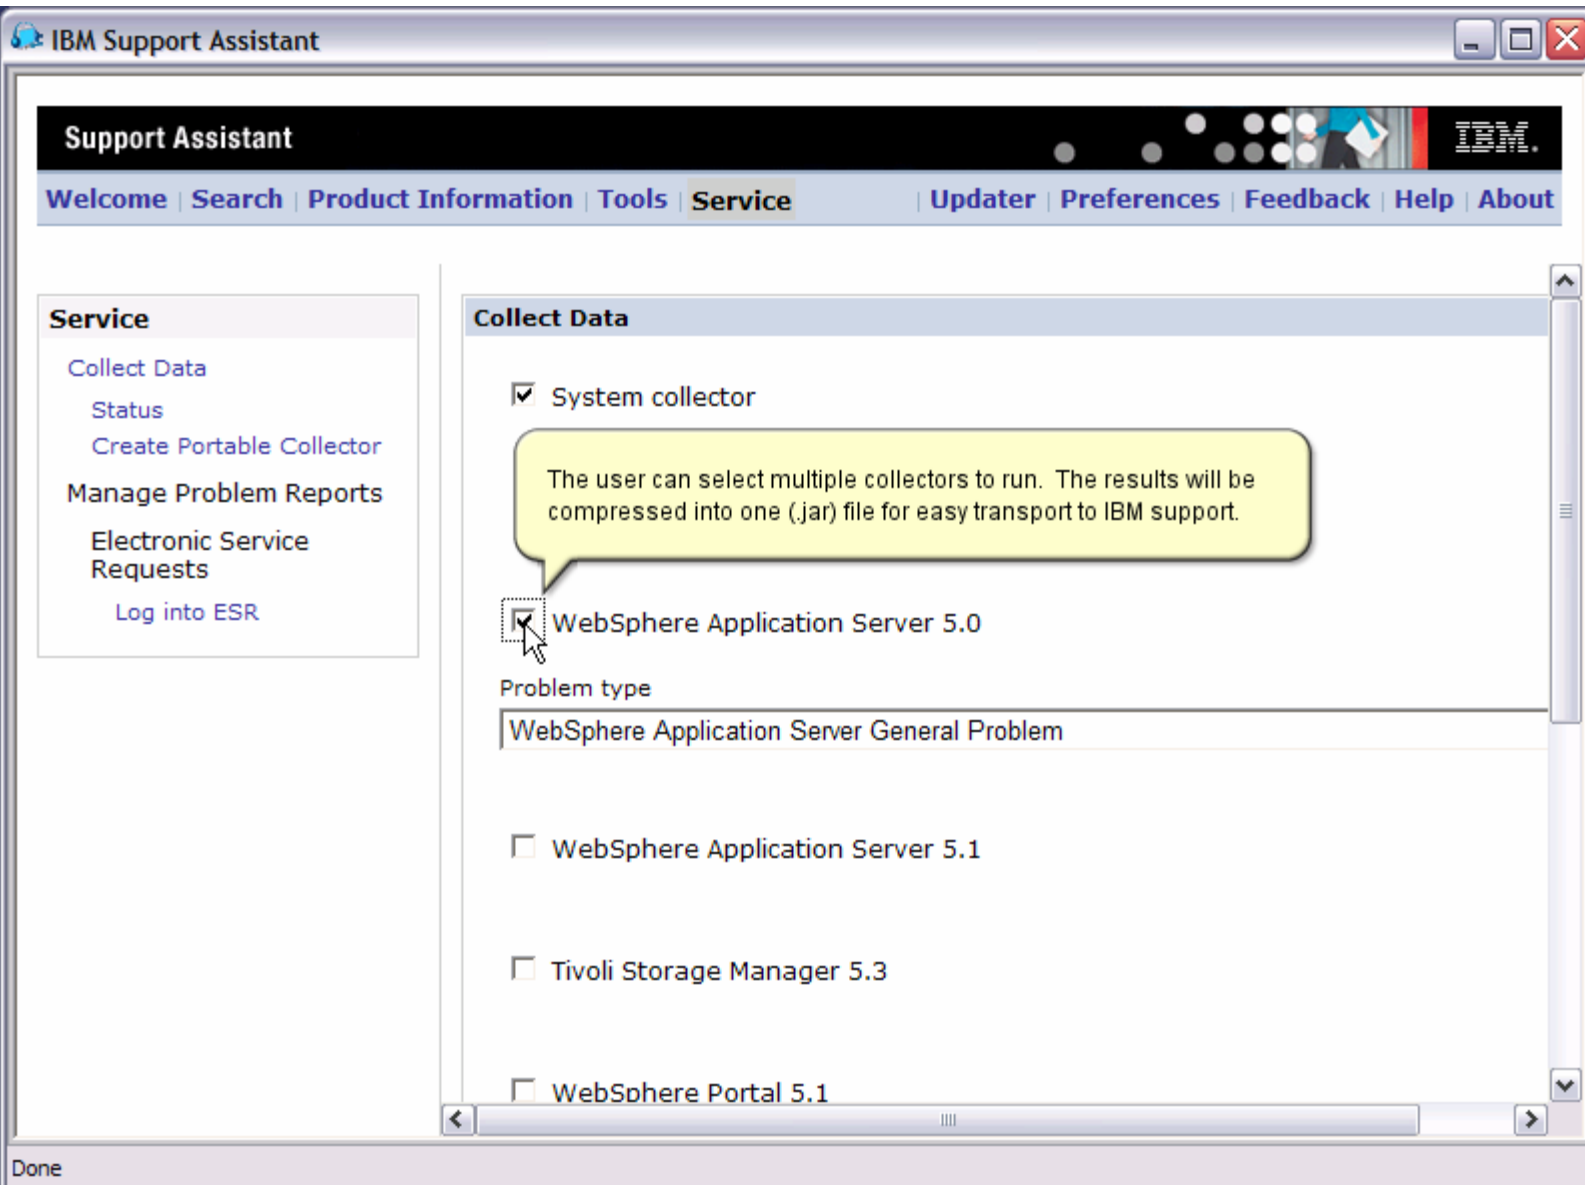 IBM Support Assistant
Support Assistant
IBM.
Welcome | Search | Product Information | Tools | Service | Updater | Preferences | Feedback | Help | About
Service
Collect Data
Status
Create Portable Collector
Manage Problem Reports
Electronic Service
Requests
Log into ESR
Collect Data
System collector
The user can select multiple collectors to run. The results will be
compressed into one (.jar) file for easy transport to IBM support.
WebSphere Application Server 5.0
Problem type
WebSphere Application Server General Problem
WebSphere Application Server 5.1
Tivoli Storage Manager 5.3
WebSphere Portal 5.1
Done